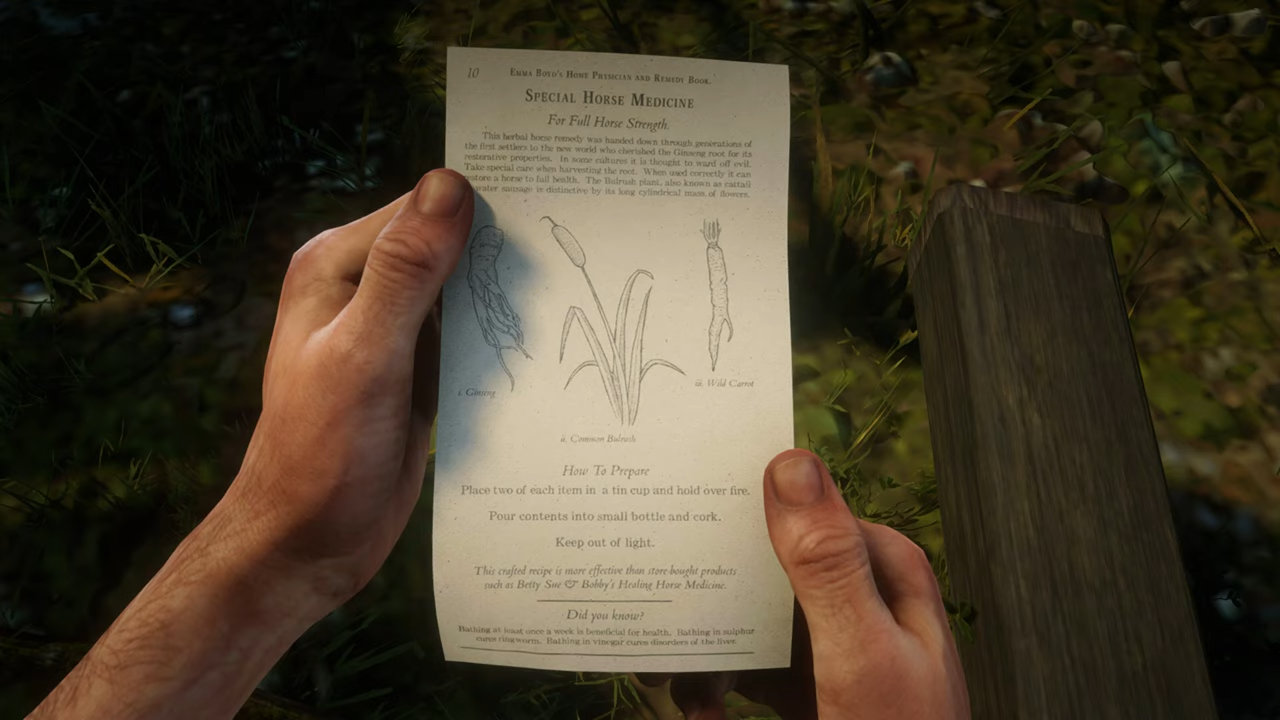 10 Emma Boyd's Home Physician and Remedy Book.
Special Horse Medicine
For Full Horse Strength.
This herbal horse remedy was handed down through generations of
the first settlers to the new world who cherished the Ginseng root for its
restorative properties. In some cultures it is thought to ward off evil.
Take special care when harvesting the root. When used correctly it can
restore a horse to full health. The Bulrush plant, also known as cattail
water sausage is distinctive by its long cylindrical mass of flowers.
i. Ginseng
iii. Wild Carrot
ii. Common Bulrush
How To Prepare
Place two of each item in a tin cup and hold over fire.
Pour contents into small bottle and cork.
Keep out of light.
This crafted recipe is more effective than store-bought products
such as Betty Sue & Bobby's Healing Horse Medicine.
Did you know?
Bathing at least once a week is beneficial for health. Bathing in sulphur
cures ringworm. Bathing in vinegar cures disorders of the liver.